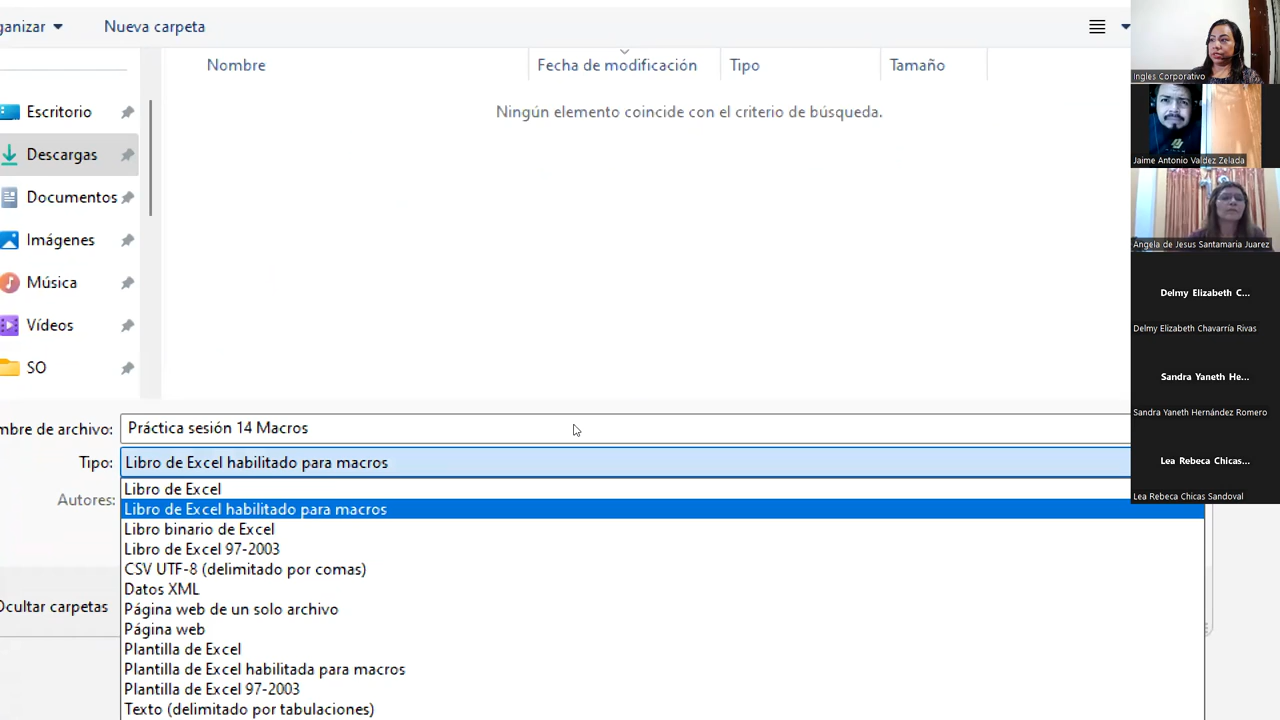 ganizar
Nueva carpeta
Nombre
Fecha de modificación
Tipo
Tamaño
Ningún elemento coincide con el criterio de búsqueda.
Escritorio
Descargas
Documentos
Imágenes
Música
Vídeos
SO
mbre de archivo:
Práctica sesión 14 Macros
Tipo:
Libro de Excel habilitado para macros
Autores:
Libro de Excel
Libro de Excel habilitado para macros
Libro binario de Excel
Libro de Excel 97-2003
CSV UTF-8 (delimitado por comas)
Datos XML
Página web de un solo archivo
Página web
Plantilla de Excel
Plantilla de Excel habilitada para macros
Plantilla de Excel 97-2003
Texto (delimitado por tabulaciones)
Ocultar carpetas
Ingles Corporativo
Jaime Antonio Valdez Zelada
Angela de Jesus Santamaria Juarez
Delmy Elizabeth C...
Delmy Elizabeth Chavarría Rivas
Sandra Yaneth He...
Sandra Yaneth Hernández Romero
Lea Rebeca Chicas...
Lea Rebeca Chicas Sandoval